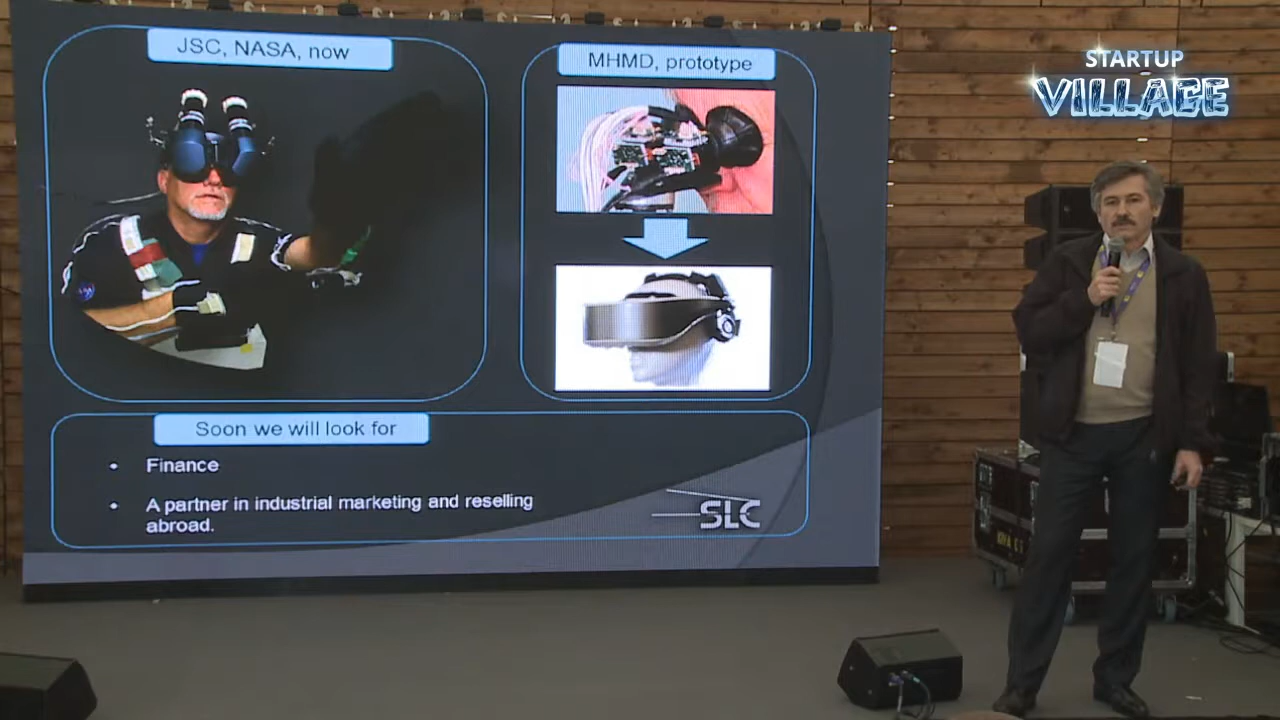 JSC, NASA, now
MHMD, prototype
Soon we will look for
• Finance
• A partner in industrial marketing and reselling
abroad.
SLC
STARTUP
VILLAGE